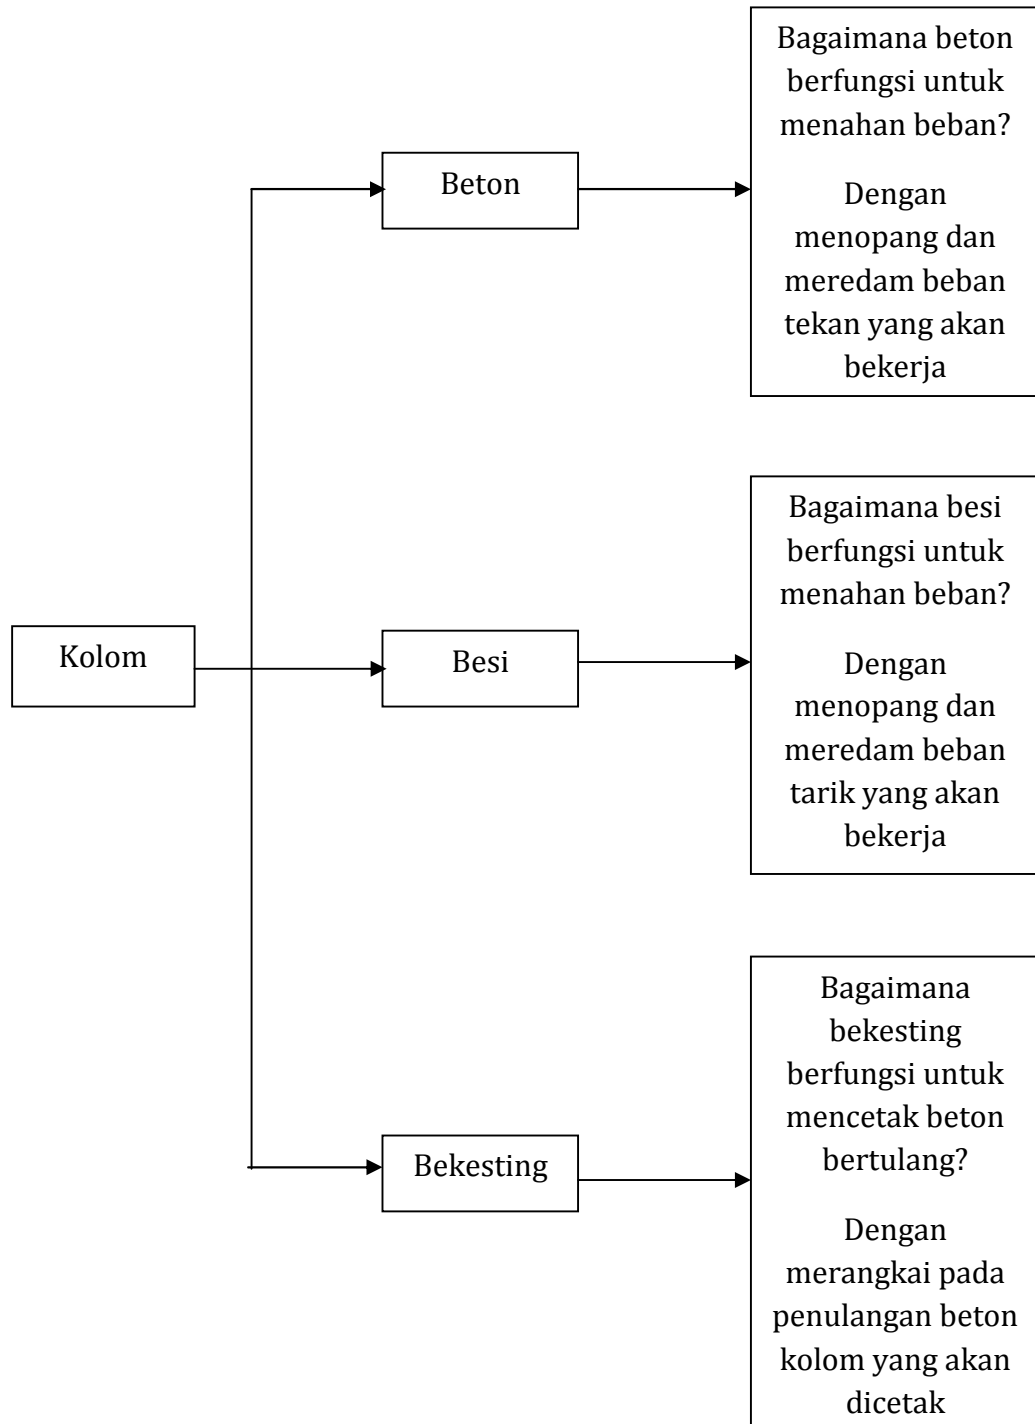 Bagaimana beton
berfungsi untuk
menahan beban?
Dengan
menopang dan
meredam beban
tekan yang akan
bekerja
Beton
Bagaimana besi
berfungsi untuk
menahan beban?
Dengan
menopang dan
meredam beban
tarik yang akan
bekerja
Kolom
Besi
Bagaimana
bekesting
berfungsi untuk
mencetak beton
bertulang?
Dengan
merangkai pada
penulangan beton
kolom yang akan
dicetak
Bekesting